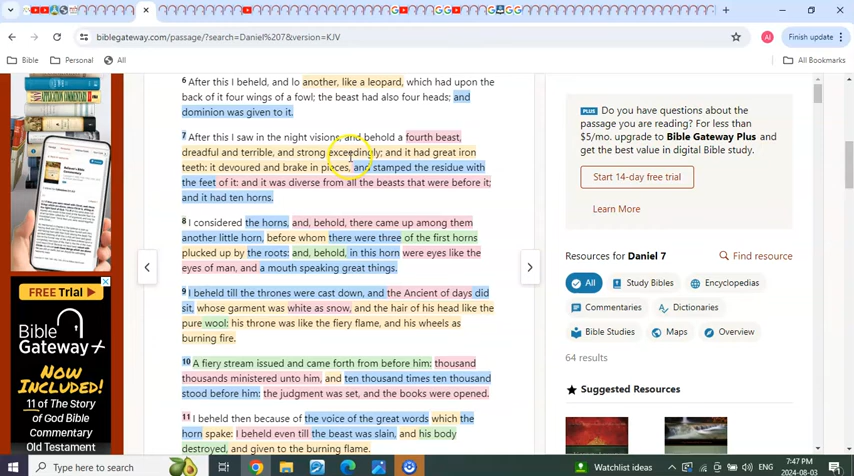 Finish update
biblegateway.com/passage/?search=Daniel%207&version=KJV
AI
Bible
Personal
All
All Bookmarks
6 After this I beheld, and lo another, like a leopard, which had upon the
back of it four wings of a fowl; the beast had also four heads; and
dominion was given to it.
7 After this I saw in the night visions, and behold a fourth beast,
dreadful and terrible, and strong exceedingly; and it had great iron
teeth: it devoured and brake in pieces, and stamped the residue with
the feet of it: and it was diverse from all the beasts that were before it;
and it had ten horns.
8 I considered the horns, and, behold, there came up among them
another little horn, before whom there were three of the first horns
plucked up by the roots: and, behold, in this horn were eyes like the
eyes of man, and a mouth speaking great things.
9 I beheld till the thrones were cast down, and the Ancient of days did
sit, whose garment was white as snow, and the hair of his head like the
pure wool: his throne was like the fiery flame, and his wheels as
burning fire.
10 A fiery stream issued and came forth from before him: thousand
thousands ministered unto him, and ten thousand times ten thousand
stood before him: the judgment was set, and the books were opened.
11 I beheld then because of the voice of the great words which the
horn spake: I beheld even till the beast was slain, and his body
destroyed, and given to the burning flame.
FREE Trial
Bible
Gateway
NOW
INCLUDED!
11 of The Story
of God Bible
Commentary
Old Testament
PLUS Do you have questions about the
passage you are reading? For less than
$5/mo. upgrade to Bible Gateway Plus and
get the best value in digital Bible study.
Start 14-day free trial
Learn More
Resources for Daniel 7
Find resource
All
Study Bibles
Encyclopedias
Commentaries
Dictionaries
Bible Studies
Maps
Overview
64 results
Suggested Resources
Type here to search
Watchlist ideas
7:47 PM
2024-08-03